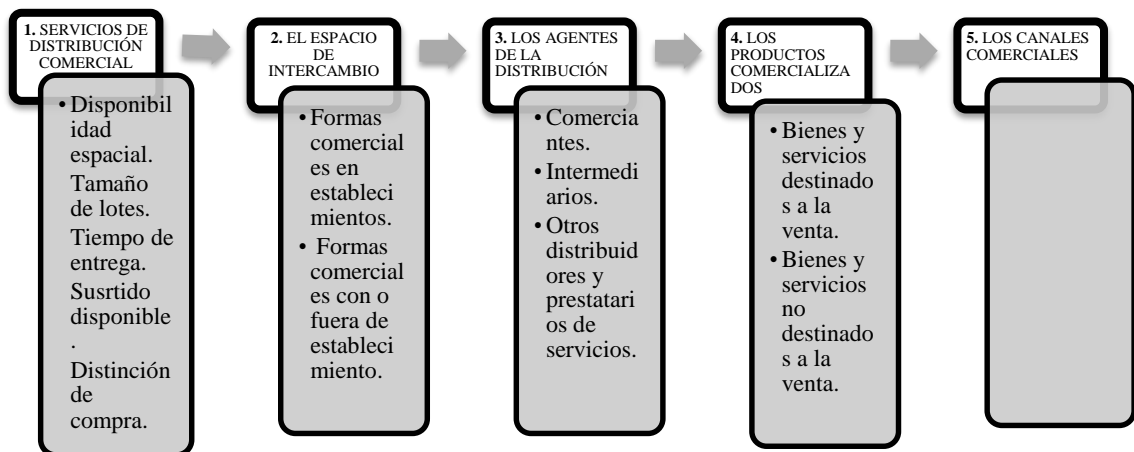 1. SERVICIOS DE
DISTRIBUCIÓN
COMERCIAL
• Disponibil
idad
espacial.
Tamaño
de lotes.
Tiempo de
entrega.
Susrtido
disponible
.
Distinción
de
compra.
2. EL ESPACIO
DE
INTERCAMBIO
• Formas
comercial
es en
estableci
mientos.
• Formas
comercial
es con o
fuera de
estableci
miento.
3. LOS AGENTES
DE LA
DISTRIBUCIÓN
• Comercia
ntes.
• Intermedi
arios.
• Otros
distribuid
ores y
prestatari
os de
servicios.
4. LOS
PRODUCTOS
COMERCIALIZA
DOS
• Bienes y
servicios
destinado
s a la
venta.
• Bienes y
servicios
no
destinado
s a la
venta.
5. LOS CANALES
COMERCIALES